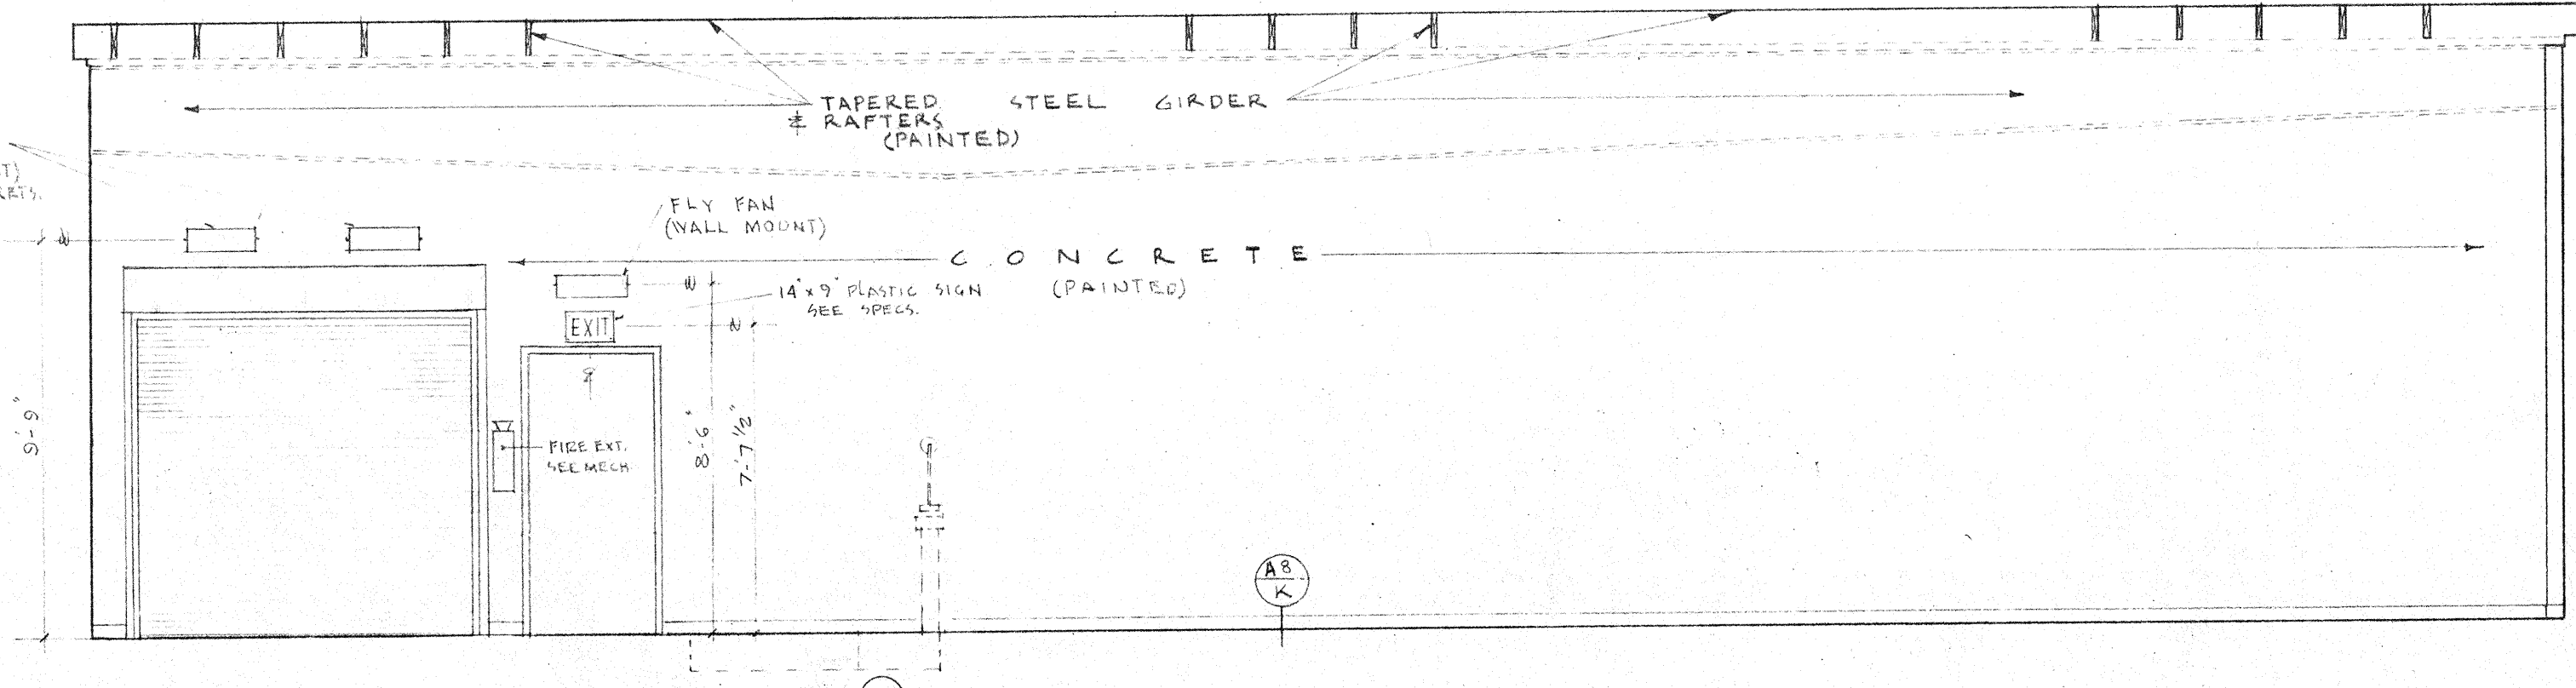 TAPERED STEEL GIRDER
& RAFTERS
(PAINTED)
FLY FAN
(WALL MOUNT)
C O N C R E T E
(PAINTED)
14"x9" PLASTIC SIGN
SEE SPECS.
EXIT
9'-9"
8'-6"
7'-7 1/2"
FIRE EXT.
SEE MECH
A8
K